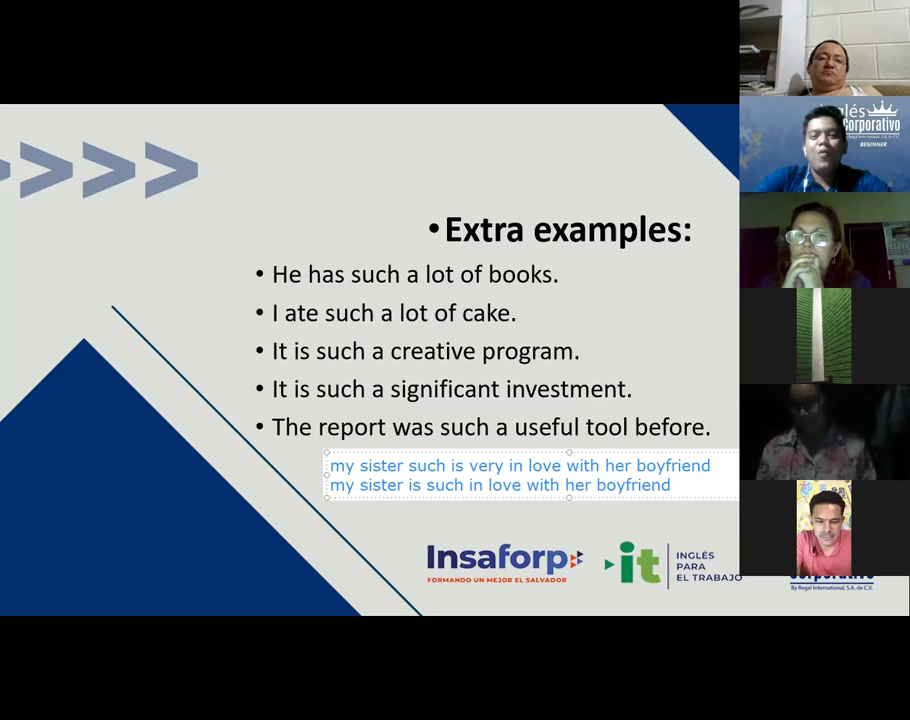 >>>>
•Extra examples:
• He has such a lot of books.
• I ate such a lot of cake.
• It is such a creative program.
• It is such a significant investment.
• The report was such a useful tool before.
my sister such is very in love with her boyfriend
my sister is such in love with her boyfriend
Insaforp
FORMANDO UN MEJOR EL SALVADOR
it
INGLÉS
PARA
EL TRABAJO
By Regal International, S.A. de C.V.
Corporativo
BEGINNER